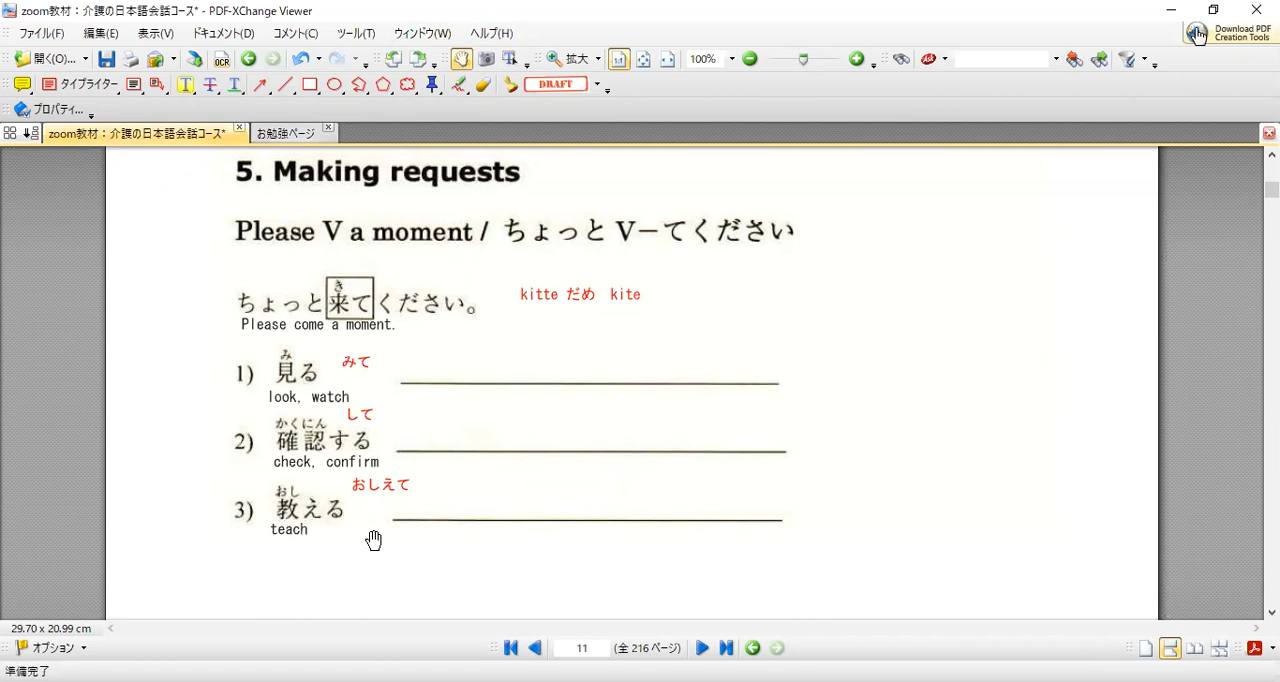 zoom教材：介護の日本語会話コース* - PDF-XChange Viewer
ファイル(F) 編集(E) 表示(V) ドキュメント(D) コメント(C) ツール(T) ウィンドウ(W) ヘルプ(H)
Download PDF
Creation Tools
開く(O)... OCR 拡大 100%
タイプライター DRAFT
プロパティ...
zoom教材：介護の日本語会話コース* お勉強ページ
5. Making requests
Please V a moment / ちょっと V－てください
き
ちょっと来てください。 kitte だめ kite
Please come a moment.
み
1) 見る みて
look, watch
かくにん して
2) 確認する
check, confirm
おし おしえて
3) 教える
teach
29.70 x 20.99 cm
オプション 11 (全 216 ページ)
準備完了